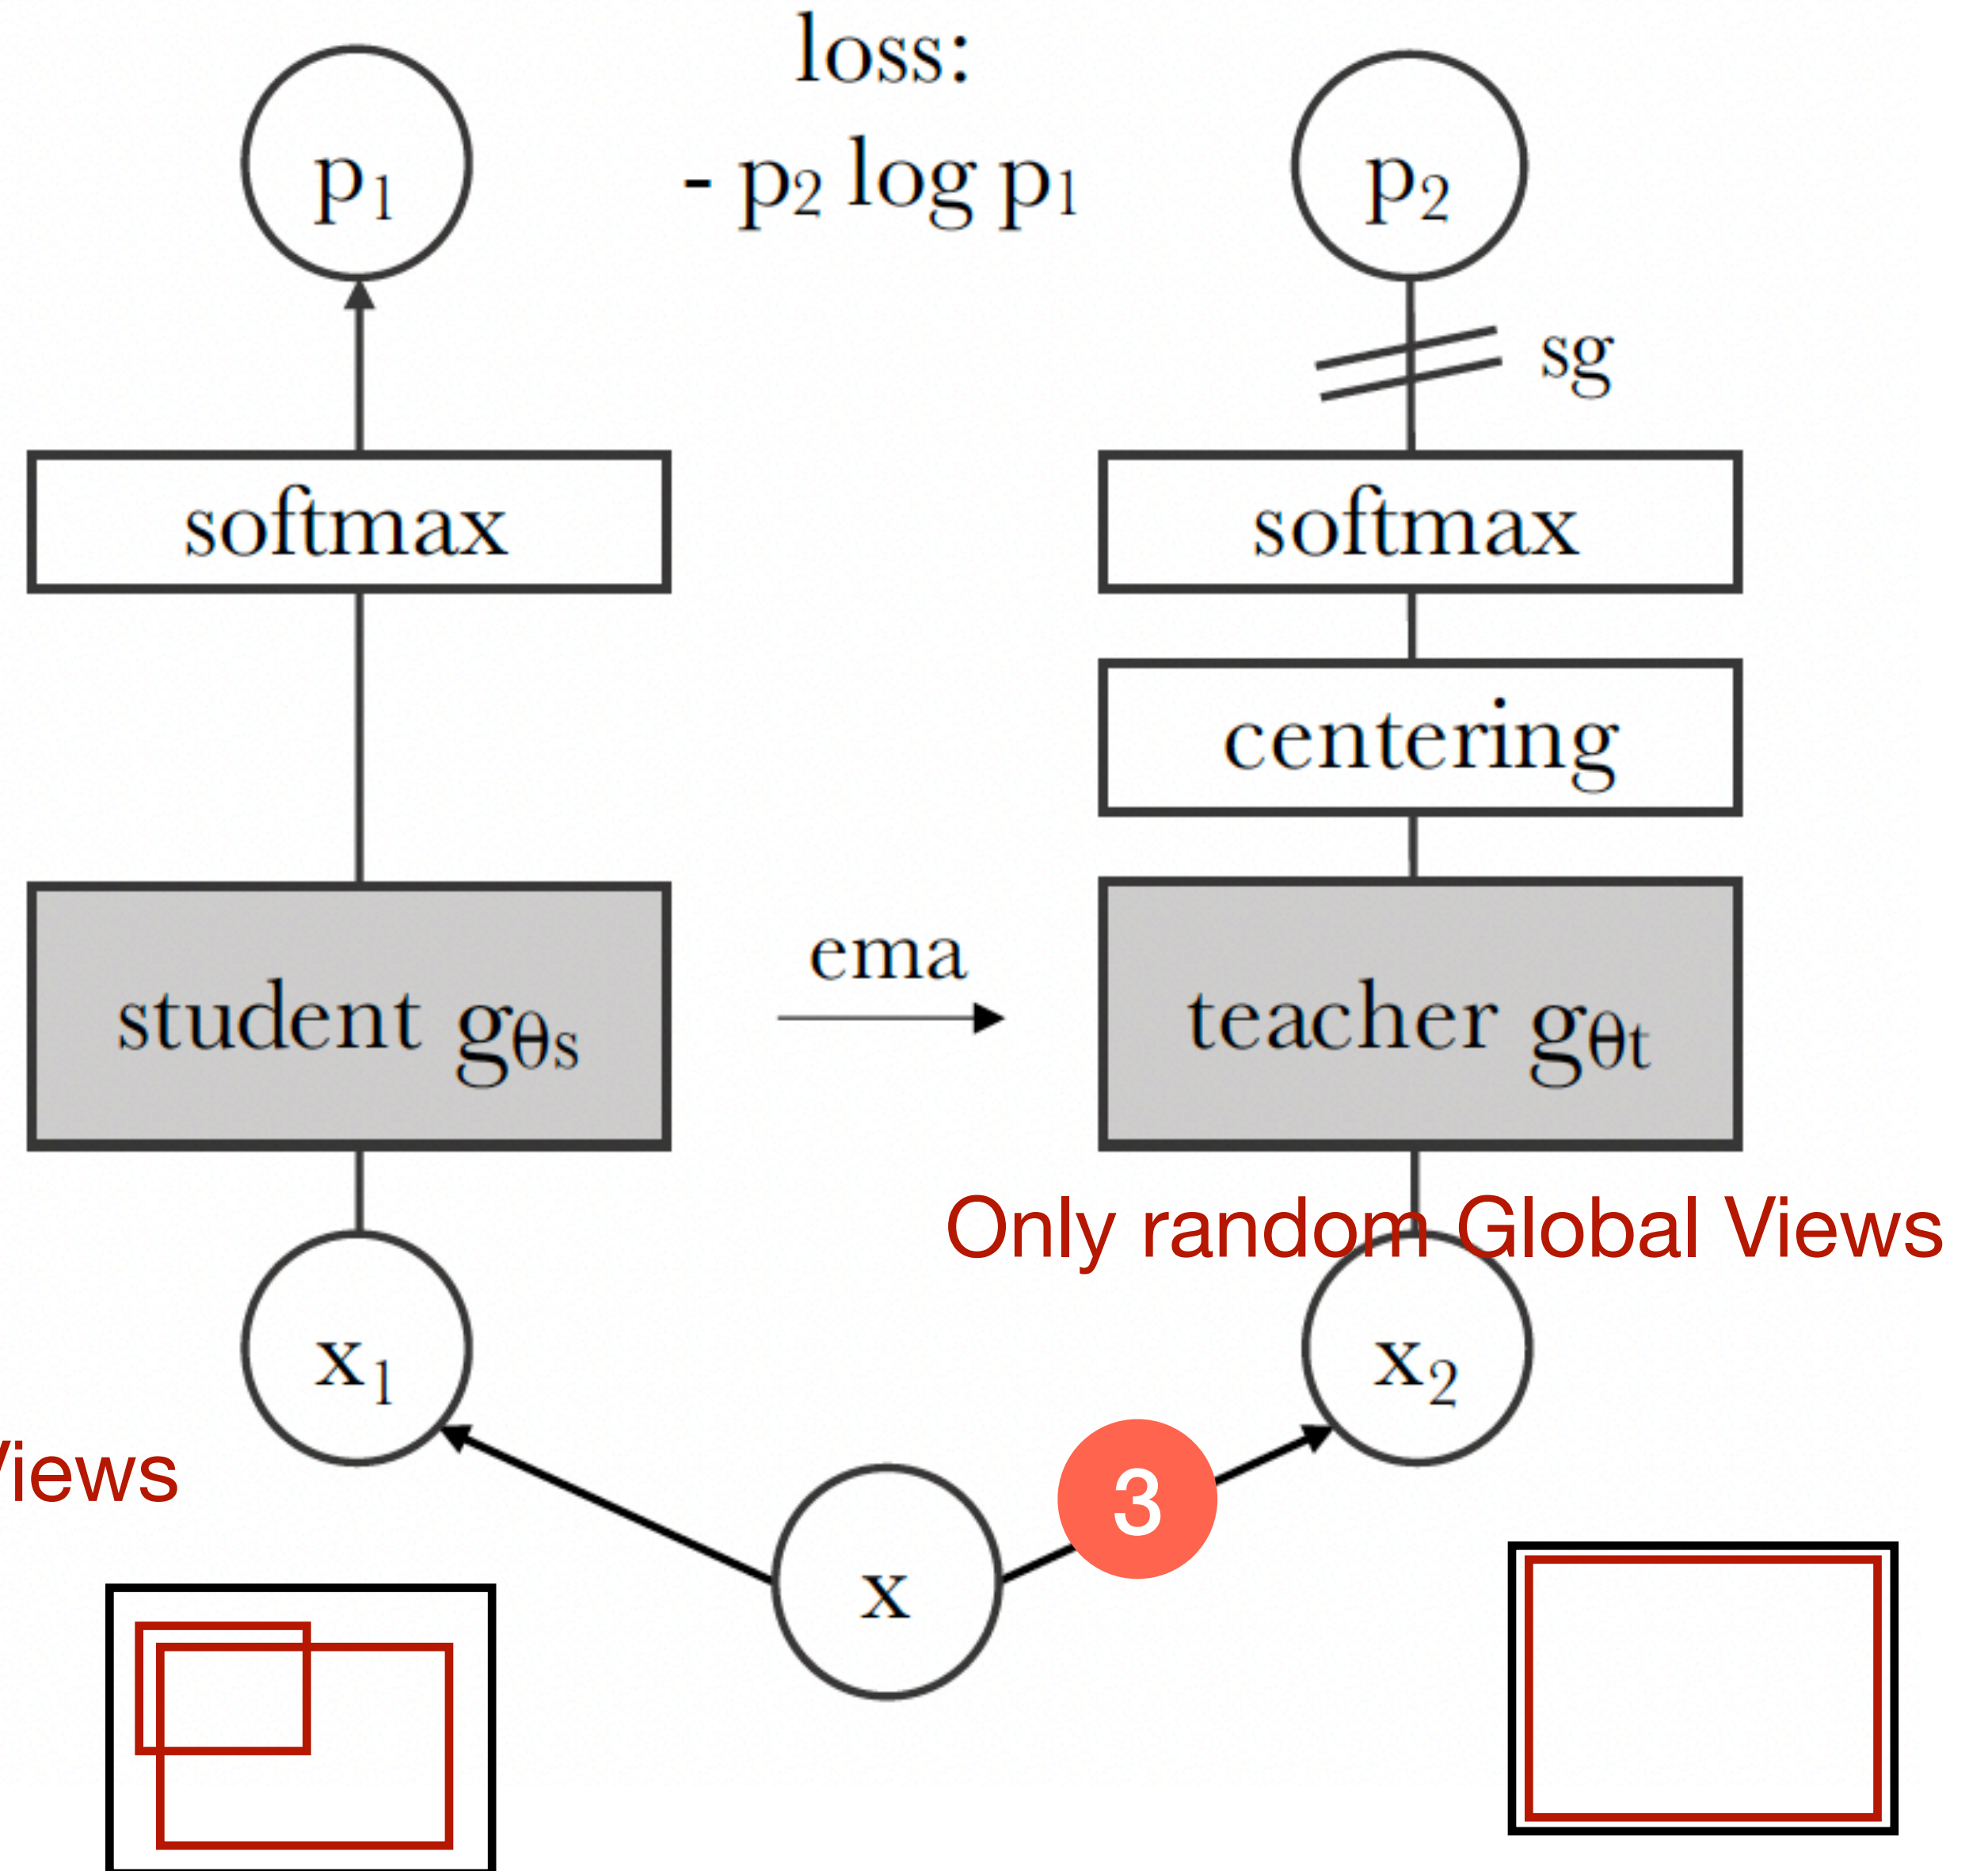 loss:
- p₂ log p₁
p₁
p₂
sg
softmax
softmax
centering
ema
student gθs
teacher gθt
Only random Global Views
x₁
x₂
Views
3
x